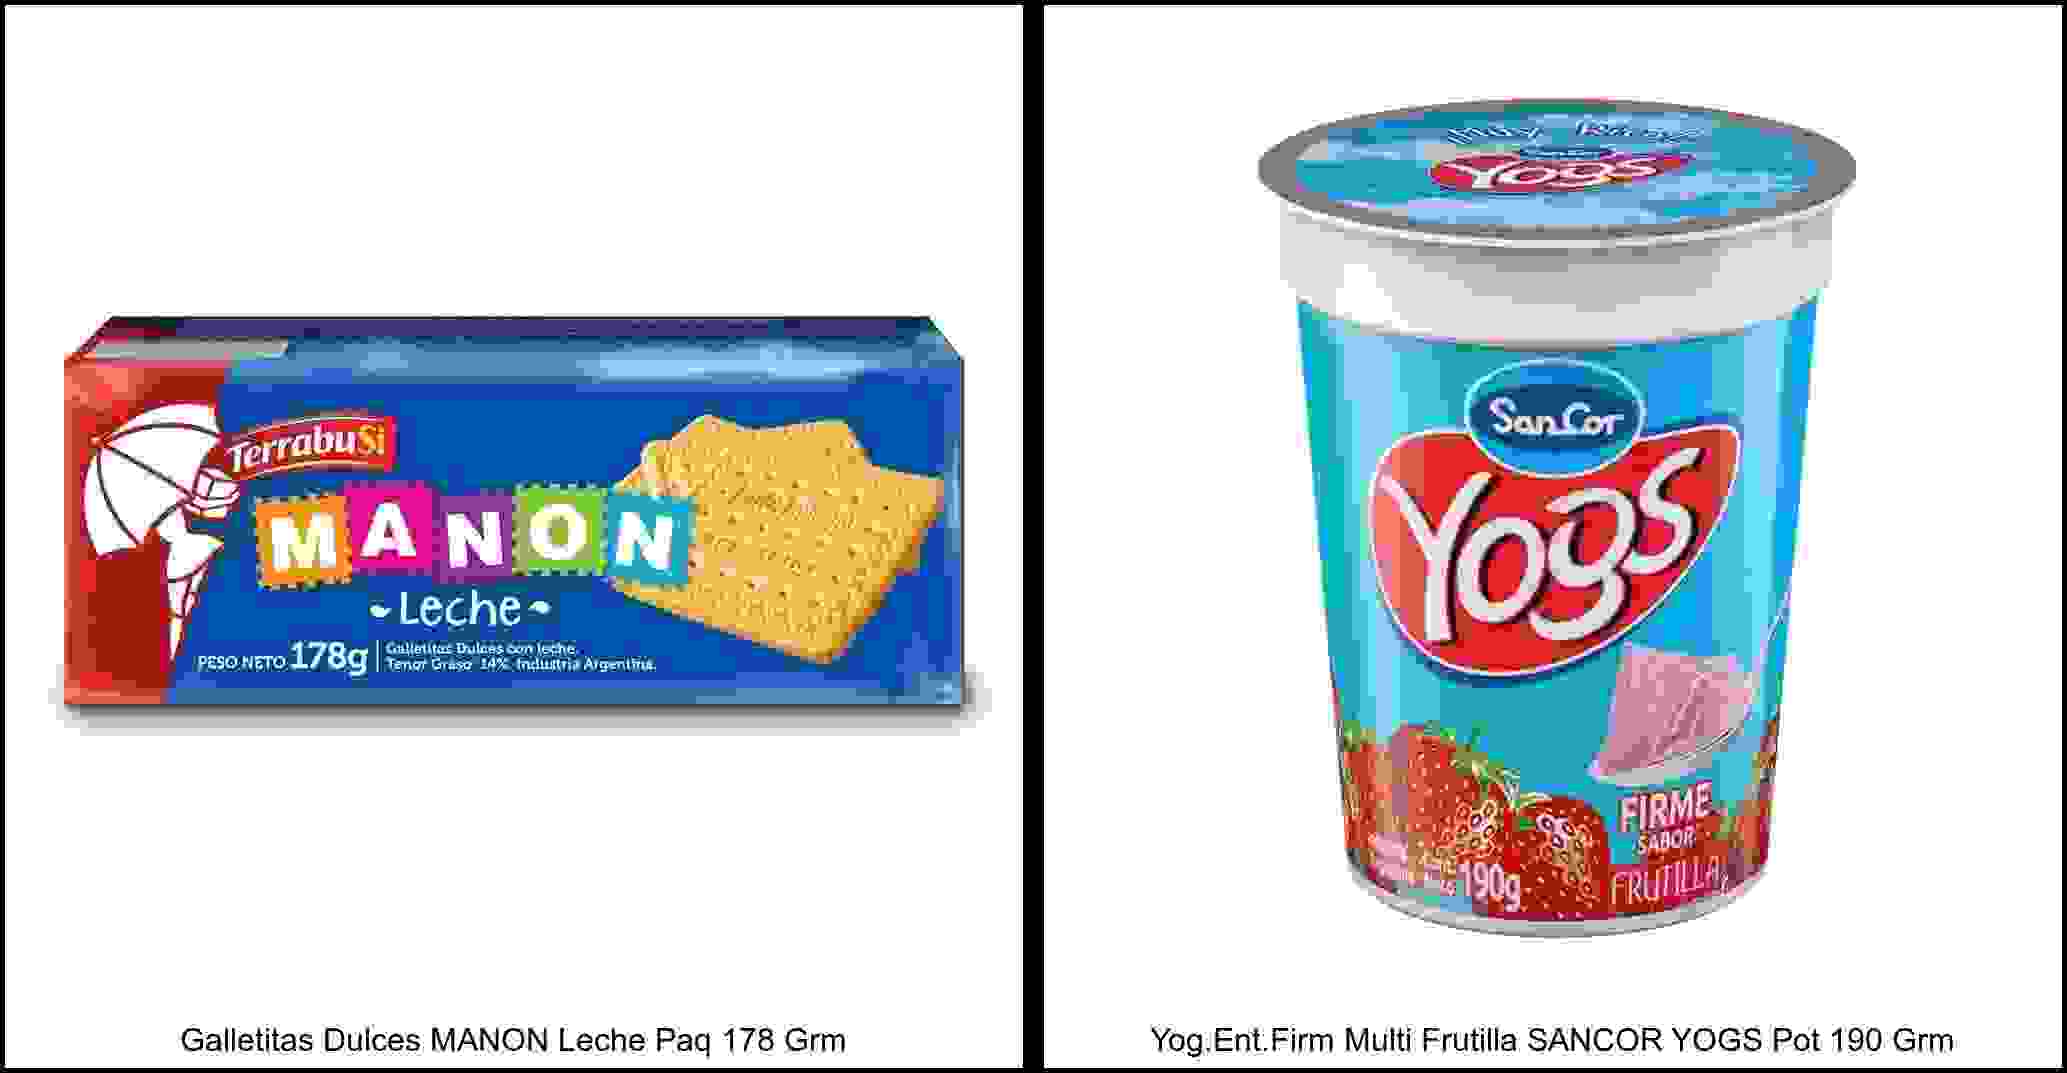 TerrabuSi
MANON
Leche
PESO NETO 178g
Galletitas Dulces con leche.
Tenor Graso 14%. Industria Argentina.
Galletitas Dulces MANON Leche Paq 178 Grm
SanCor
Yogs
SanCor
Yogs
FIRME
SABOR
FRUTILLA
190g
Yog.Ent.Firm Multi Frutilla SANCOR YOGS Pot 190 Grm